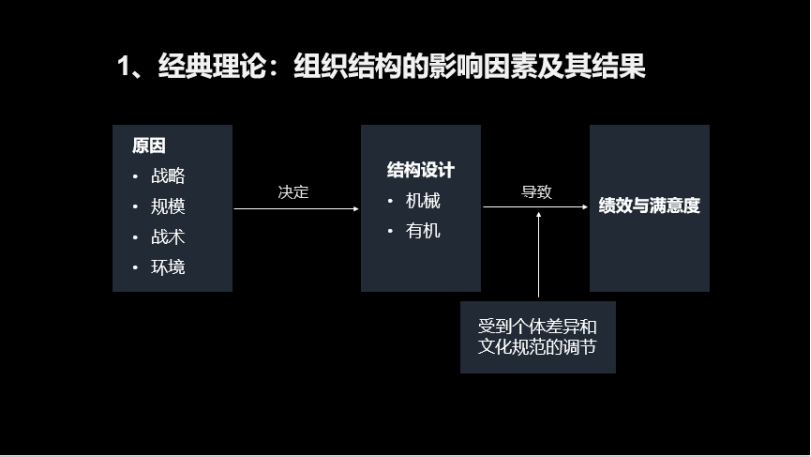 1、经典理论：组织结构的影响因素及其结果
原因
• 战略
• 规模
• 战术
• 环境
决定
结构设计
• 机械
• 有机
导致
绩效与满意度
受到个体差异和
文化规范的调节